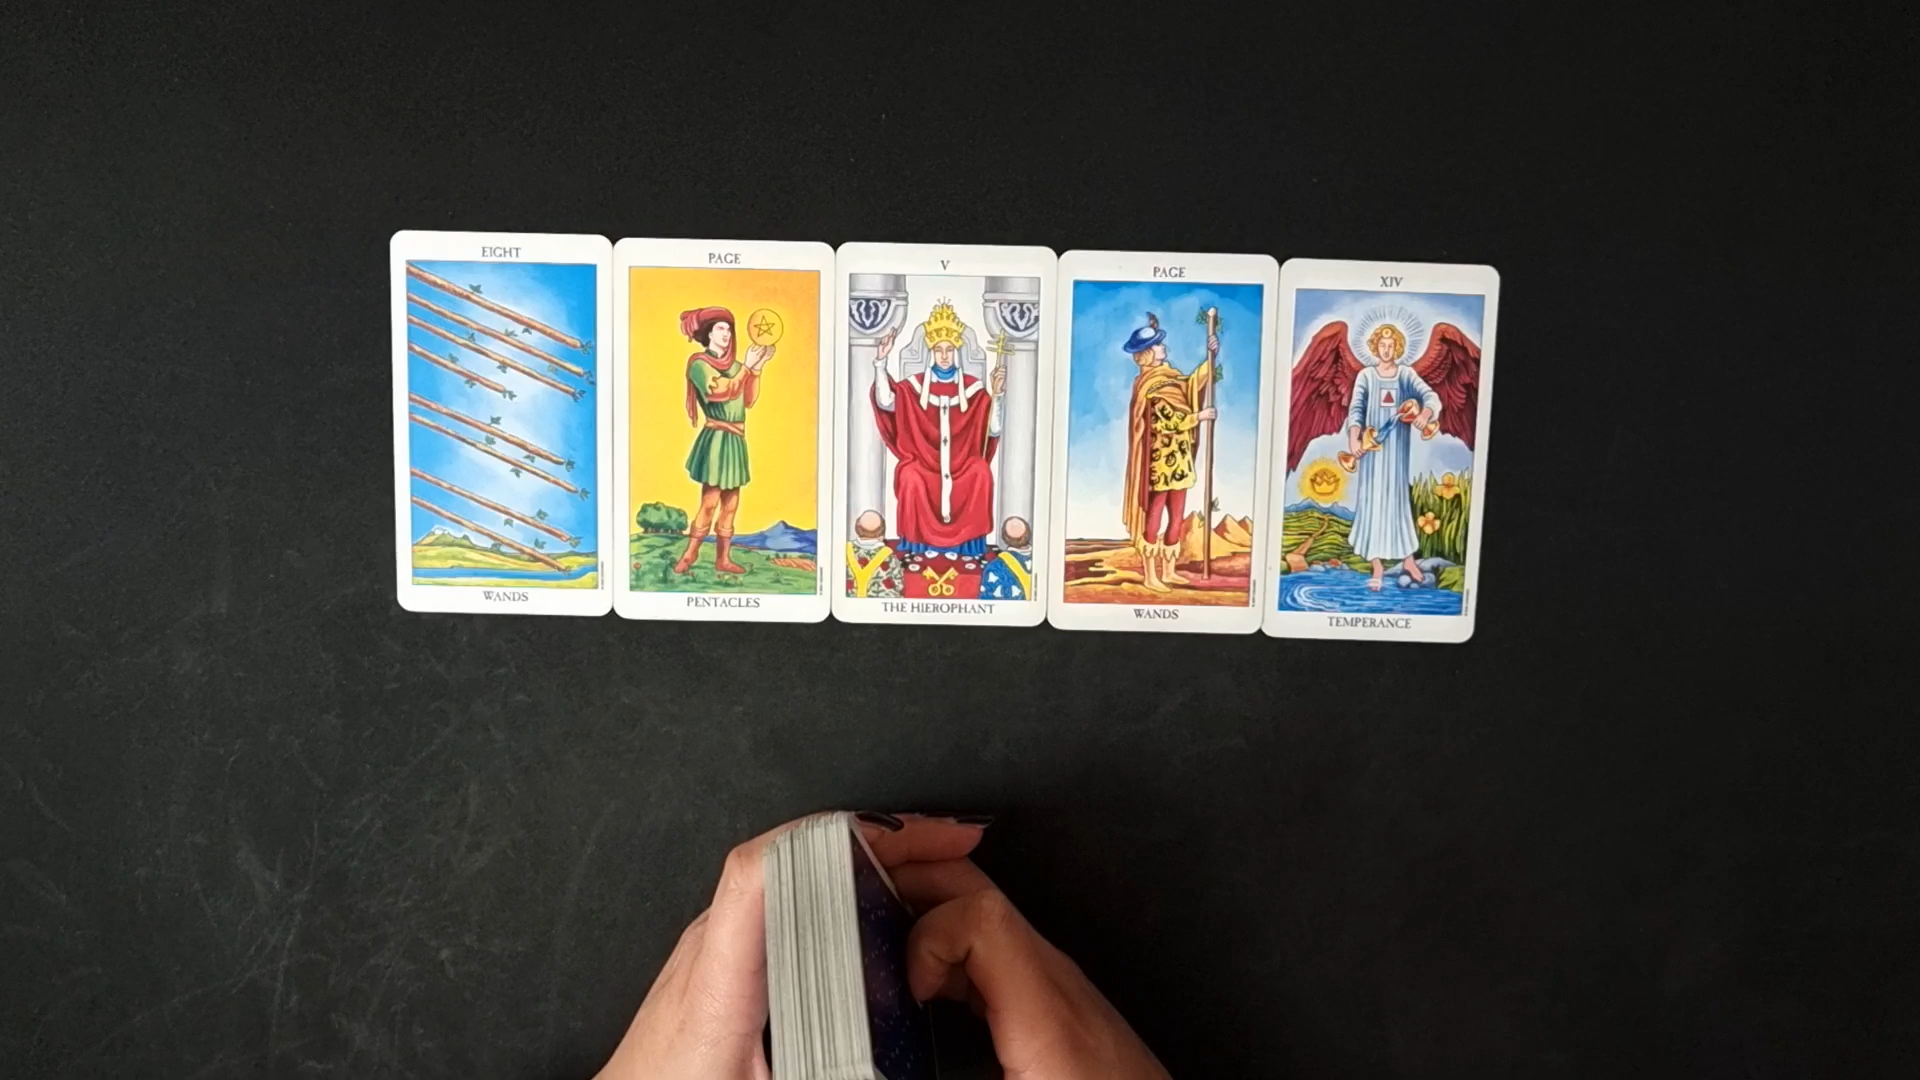 EIGHT
WANDS
PAGE
PENTACLES
V
THE HIEROPHANT
PAGE
WANDS
XIV
TEMPERANCE